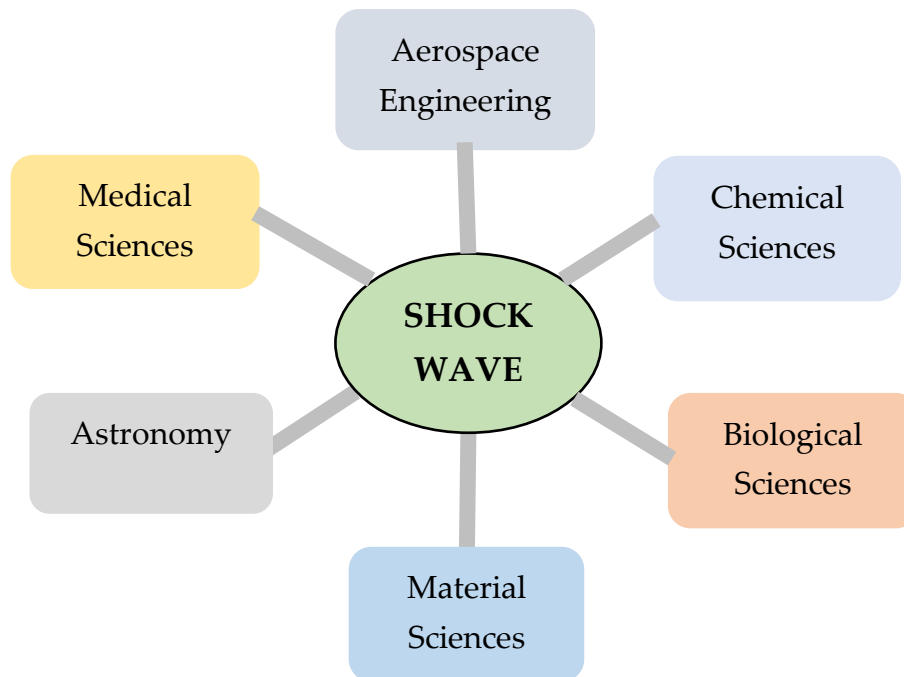 Aerospace
Engineering
Medical
Sciences
Chemical
Sciences
SHOCK
WAVE
Astronomy
Biological
Sciences
Material
Sciences